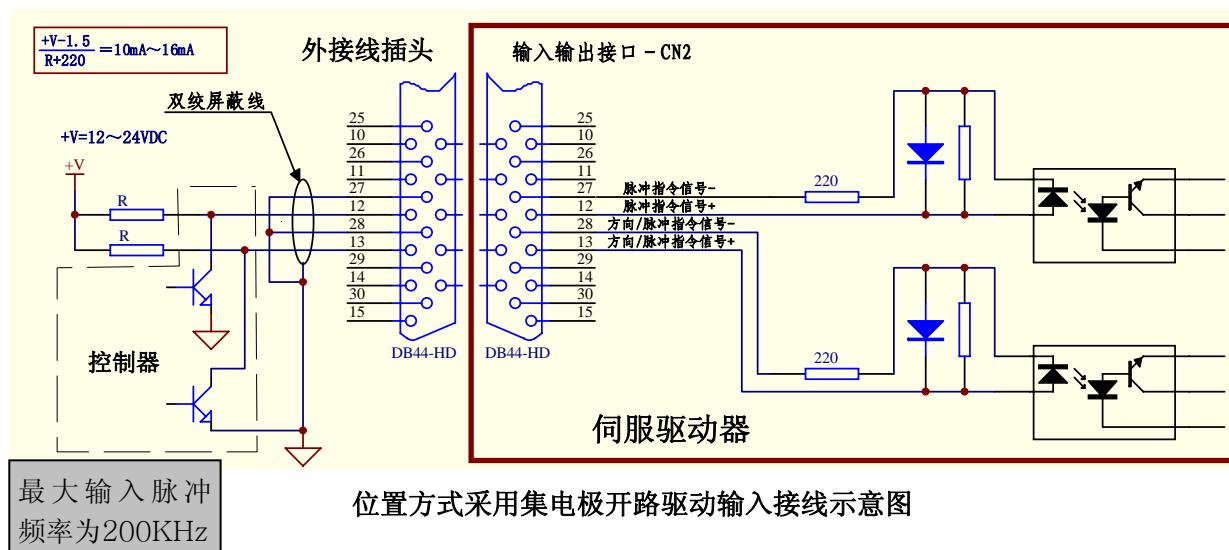 +V-1.5
R+220
=10mA～16mA
外接线插头
输入输出接口-CN2
双绞屏蔽线
+V=12～24VDC
+V
R
R
25
10
26
11
27
12
28
13
29
14
30
15
DB44-HD
25
10
26
11
27
12
28
13
29
14
30
15
DB44-HD
脉冲指令信号-
脉冲指令信号+
方向/脉冲指令信号-
方向/脉冲指令信号+
220
220
控制器
伺服驱动器
最大输入脉冲
频率为200KHz
位置方式采用集电极开路驱动输入接线示意图